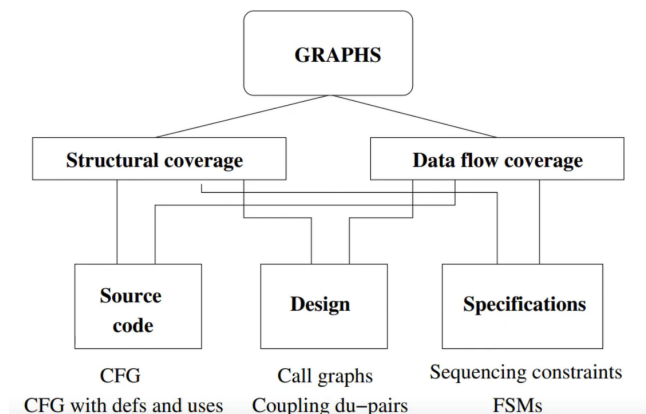 GRAPHS
Structural coverage
Data flow coverage
Source
code
Design
Specifications
CFG
CFG with defs and uses
Call graphs
Coupling du−pairs
Sequencing constraints
FSMs